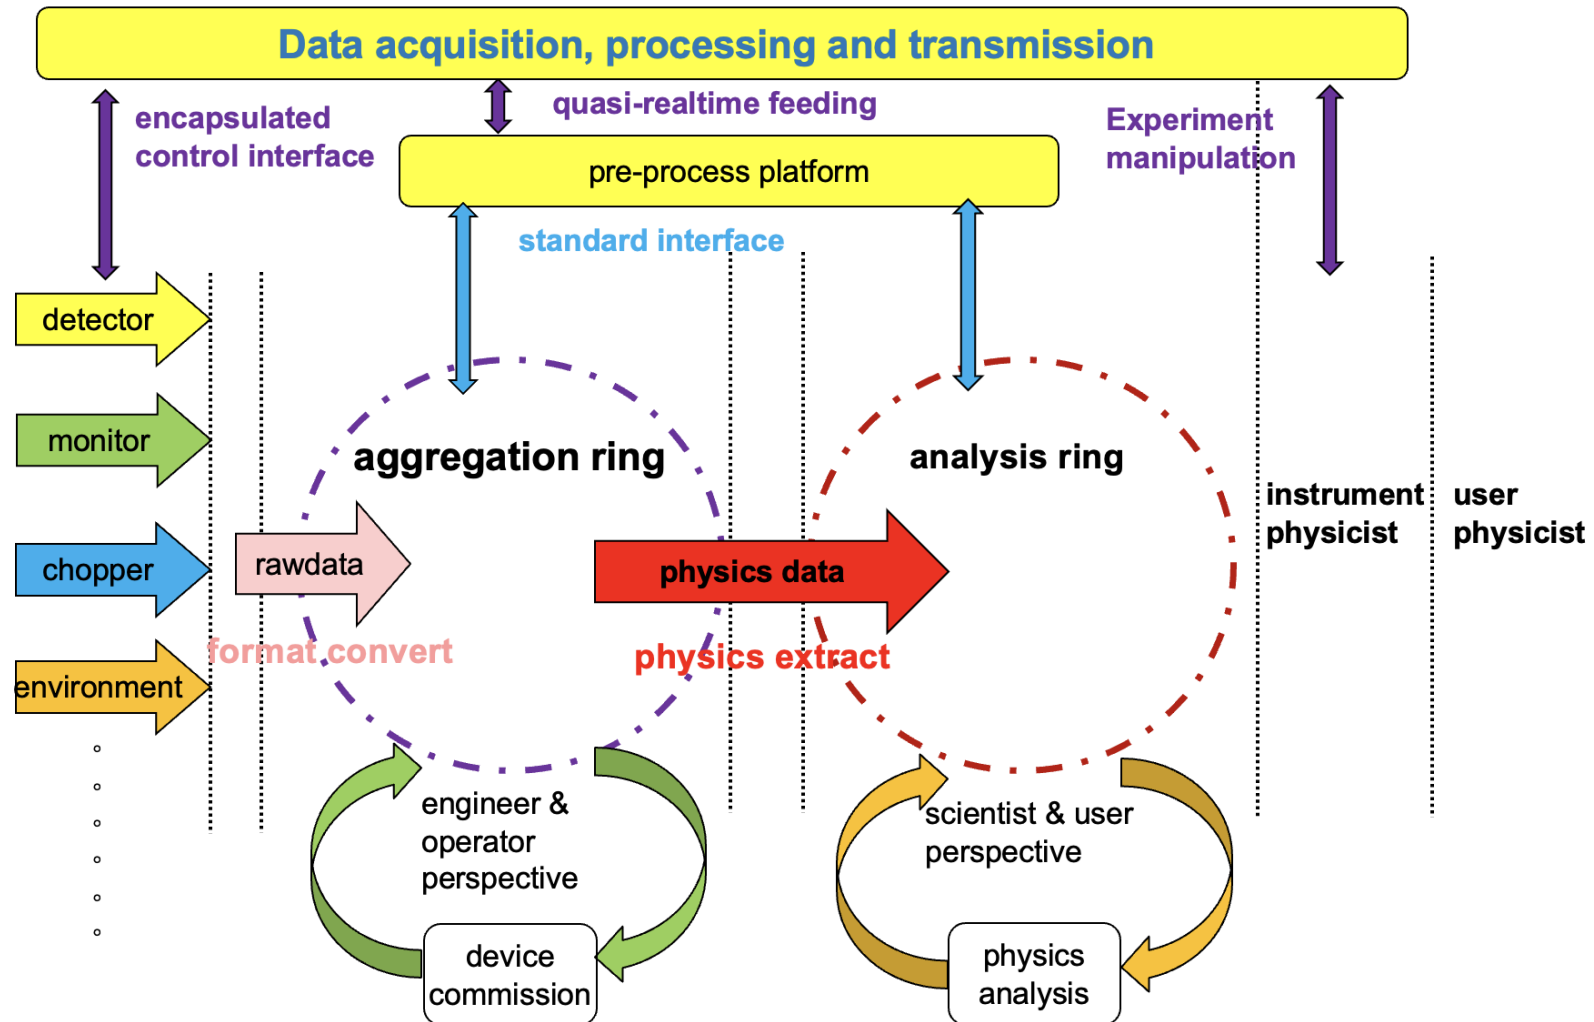 Data acquisition, processing and transmission
encapsulated
control interface
quasi-realtime feeding
Experiment
manipulation
pre-process platform
standard interface
detector
monitor
chopper
environment
aggregation ring
analysis ring
rawdata
physics data
format convert
physics extract
instrument
physicist
user
physicist
engineer &
operator
perspective
scientist & user
perspective
device
commission
physics
analysis